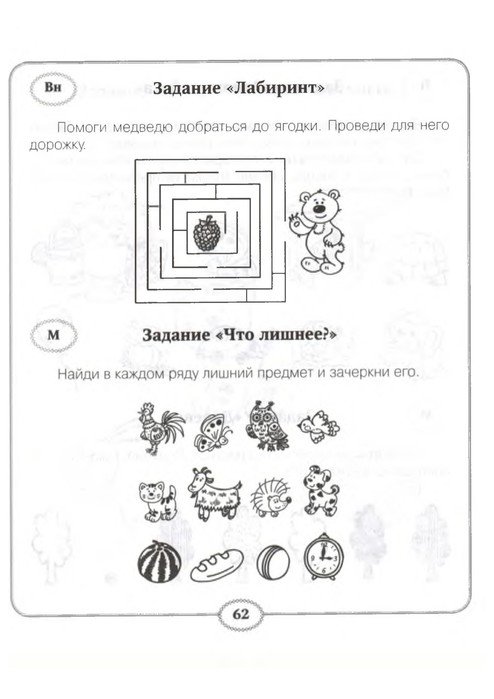 Вн
Задание «Лабиринт»
Помоги медведю добраться до ягодки. Проведи для него
дорожку.
М
Задание «Что лишнее?»
Найди в каждом ряду лишний предмет и зачеркни его.
62